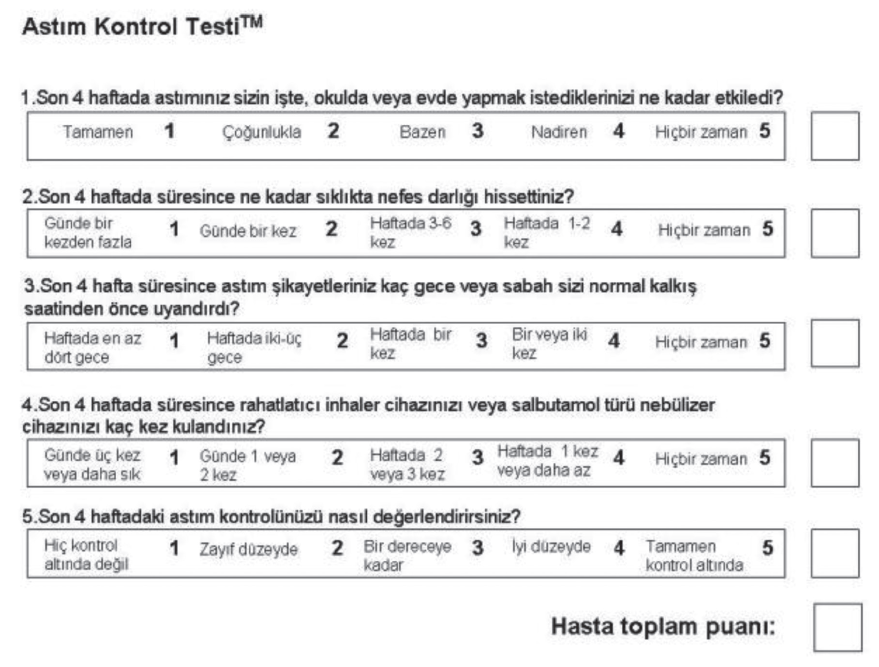 Astım Kontrol Testi™
1.Son 4 haftada astımınız sizin işte, okulda veya evde yapmak istediklerinizi ne kadar etkiledi?
Tamamen 1 Çoğunlukla 2 Bazen 3 Nadiren 4 Hiçbir zaman 5
2.Son 4 haftada süresince ne kadar sıklıkta nefes darlığı hissettiniz?
Günde bir kezden fazla 1 Günde bir kez 2 Haftada 3-6 kez 3 Haftada 1-2 kez 4 Hiçbir zaman 5
3.Son 4 hafta süresince astım şikayetleriniz kaç gece veya sabah sizi normal kalkış
saatinden önce uyandırdı?
Haftada en az dört gece 1 Haftada iki-üç gece 2 Haftada bir kez 3 Bir veya iki kez 4 Hiçbir zaman 5
4.Son 4 haftada süresince rahatlatıcı inhaler cihazınızı veya salbutamol türü nebülizer
cihazınızı kaç kez kulandınız?
Günde üç kez veya daha sık 1 Günde 1 veya 2 kez 2 Haftada 2 veya 3 kez 3 Haftada 1 kez veya daha az 4 Hiçbir zaman 5
5.Son 4 haftadaki astım kontrolünüzü nasıl değerlendirirsiniz?
Hiç kontrol altında değil 1 Zayıf düzeyde 2 Bir dereceye kadar 3 İyi düzeyde 4 Tamamen kontrol altında 5
Hasta toplam puanı: